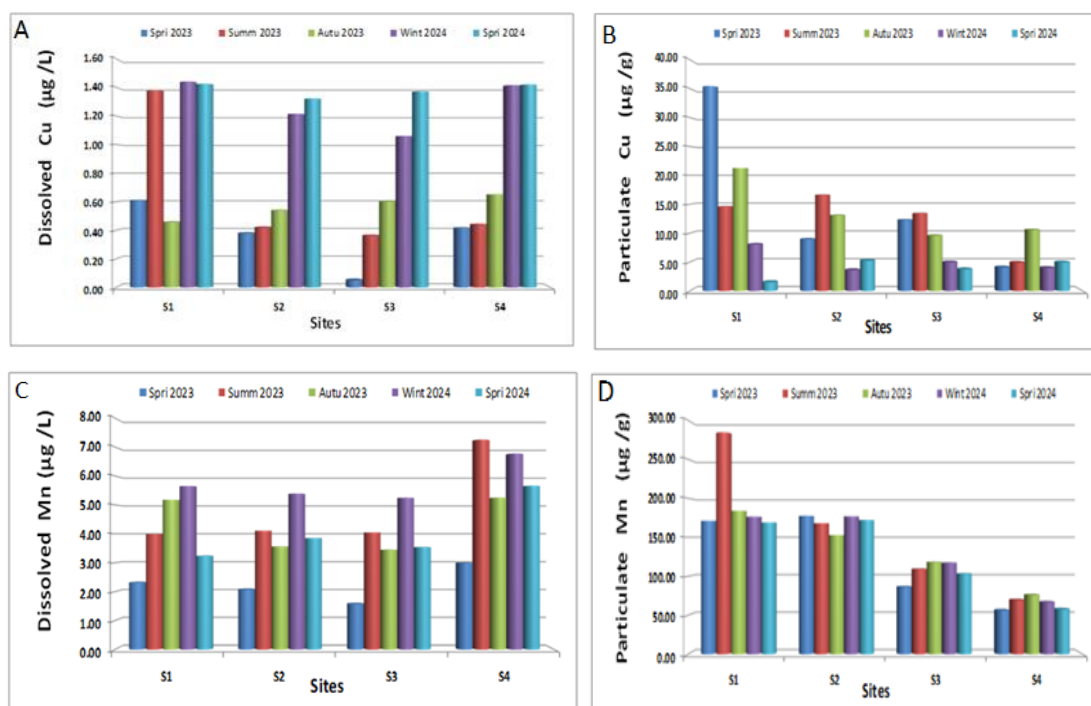 A
Spri 2023 Summ 2023 Autu 2023 Wint 2024 Spri 2024
Dissolved Cu (µg /L)
1.60
1.40
1.20
1.00
0.80
0.60
0.40
0.20
0.00
S1 S2 S3 S4
Sites
B
Spri 2023 Summ 2023 Autu 2023 Wint 2024 Spri 2024
Particulate Cu (µg /g)
40.00
35.00
30.00
25.00
20.00
15.00
10.00
5.00
0.00
S1 S2 S3 S4
Sites
C
Spri 2023 Summ 2023 Autu 2023 Wint 2024 Spri 2024
Dissolved Mn (µg /L)
8.00
7.00
6.00
5.00
4.00
3.00
2.00
1.00
0.00
S1 S2 S3 S4
Sites
D
Spri 2023 Summ 2023 Autu 2023 Wint 2024 Spri 2024
Particulate Mn (µg /g)
300.00
250.00
200.00
150.00
100.00
50.00
0.00
S1 S2 S3 S4
Sites